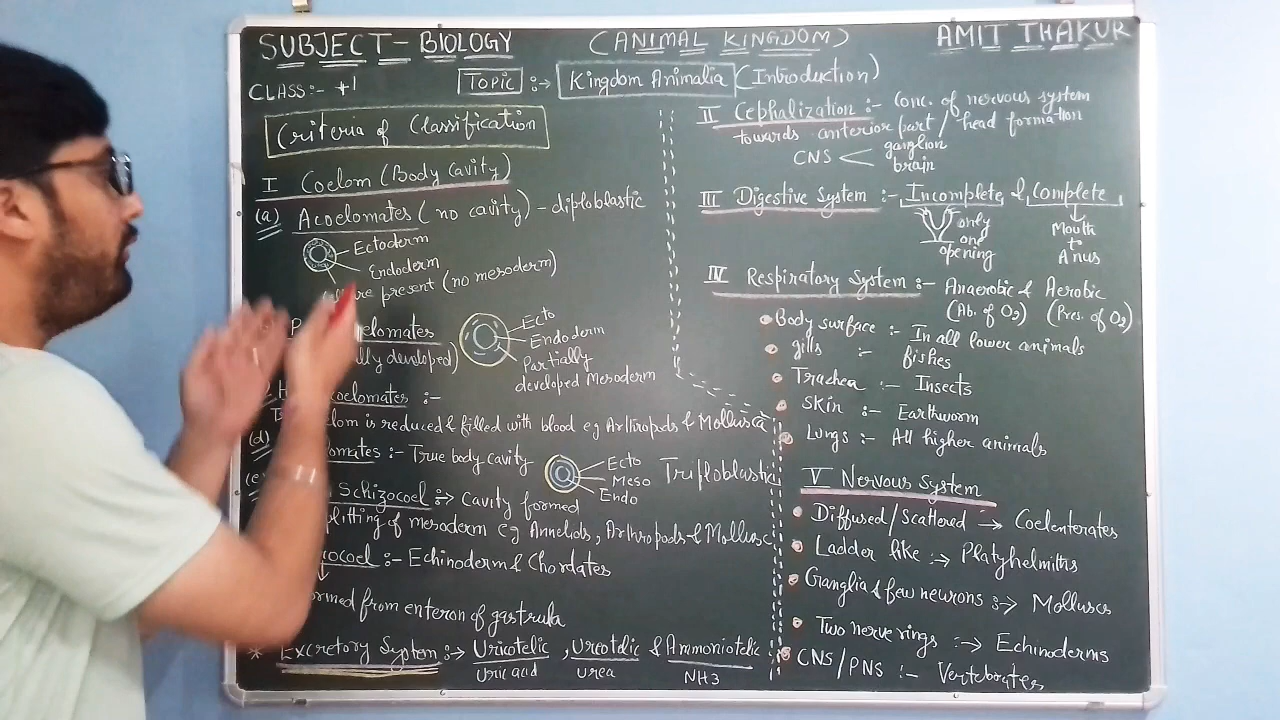 SUBJECT - BIOLOGY (ANIMAL KINGDOM) AMIT THAKUR
CLASS:- +1 TOPIC :-> Kingdom Animalia (Introduction)
Criteria of Classification
I Coelom (Body Cavity)
(a) Acoelomates (no cavity) - diploblastic
Ectoderm
Endoderm
present (no mesoderm)
elomates
lly developed)
Ecto
Endoderm
Partially
developed Mesoderm
oelomates :-
is reduced & filled with blood eg Arthropods & Mollusca
(d) omates :- True body cavity
Ecto
Meso
Endo
Triploblastic
(e) Schizocoel :-> Cavity formed
plitting of mesoderm eg Annelids, Arthropods & Mollusc
ocoel :- Echinoderm & Chordates
ormed from enteron of gastrula
* Excretory System :-> Uricotelic, Ureotelic & Ammoniotelic :
Uric acid urea NH3
II Cephalization :- Conc. of nervous system
towards anterior part / head formation
CNS < ganglion
brain
III Digestive System :- Incomplete & Complete
only
one
opening
Mouth
to
Anus
IV Respiratory System :- Anaerobic & Aerobic
(Ab. of O2) (Pres. of O2)
Body surface :- In all lower animals
gills :- fishes
Trachea :- Insects
Skin :- Earthworm
Lungs :- All higher animals
V Nervous System
Diffused/Scattered → Coelenterates
Ladder like :-> Platyhelmiths
Ganglia & few neurons :-> Molluscs
Two nerve rings :-> Echinoderms
CNS/PNS :- Vertebrates